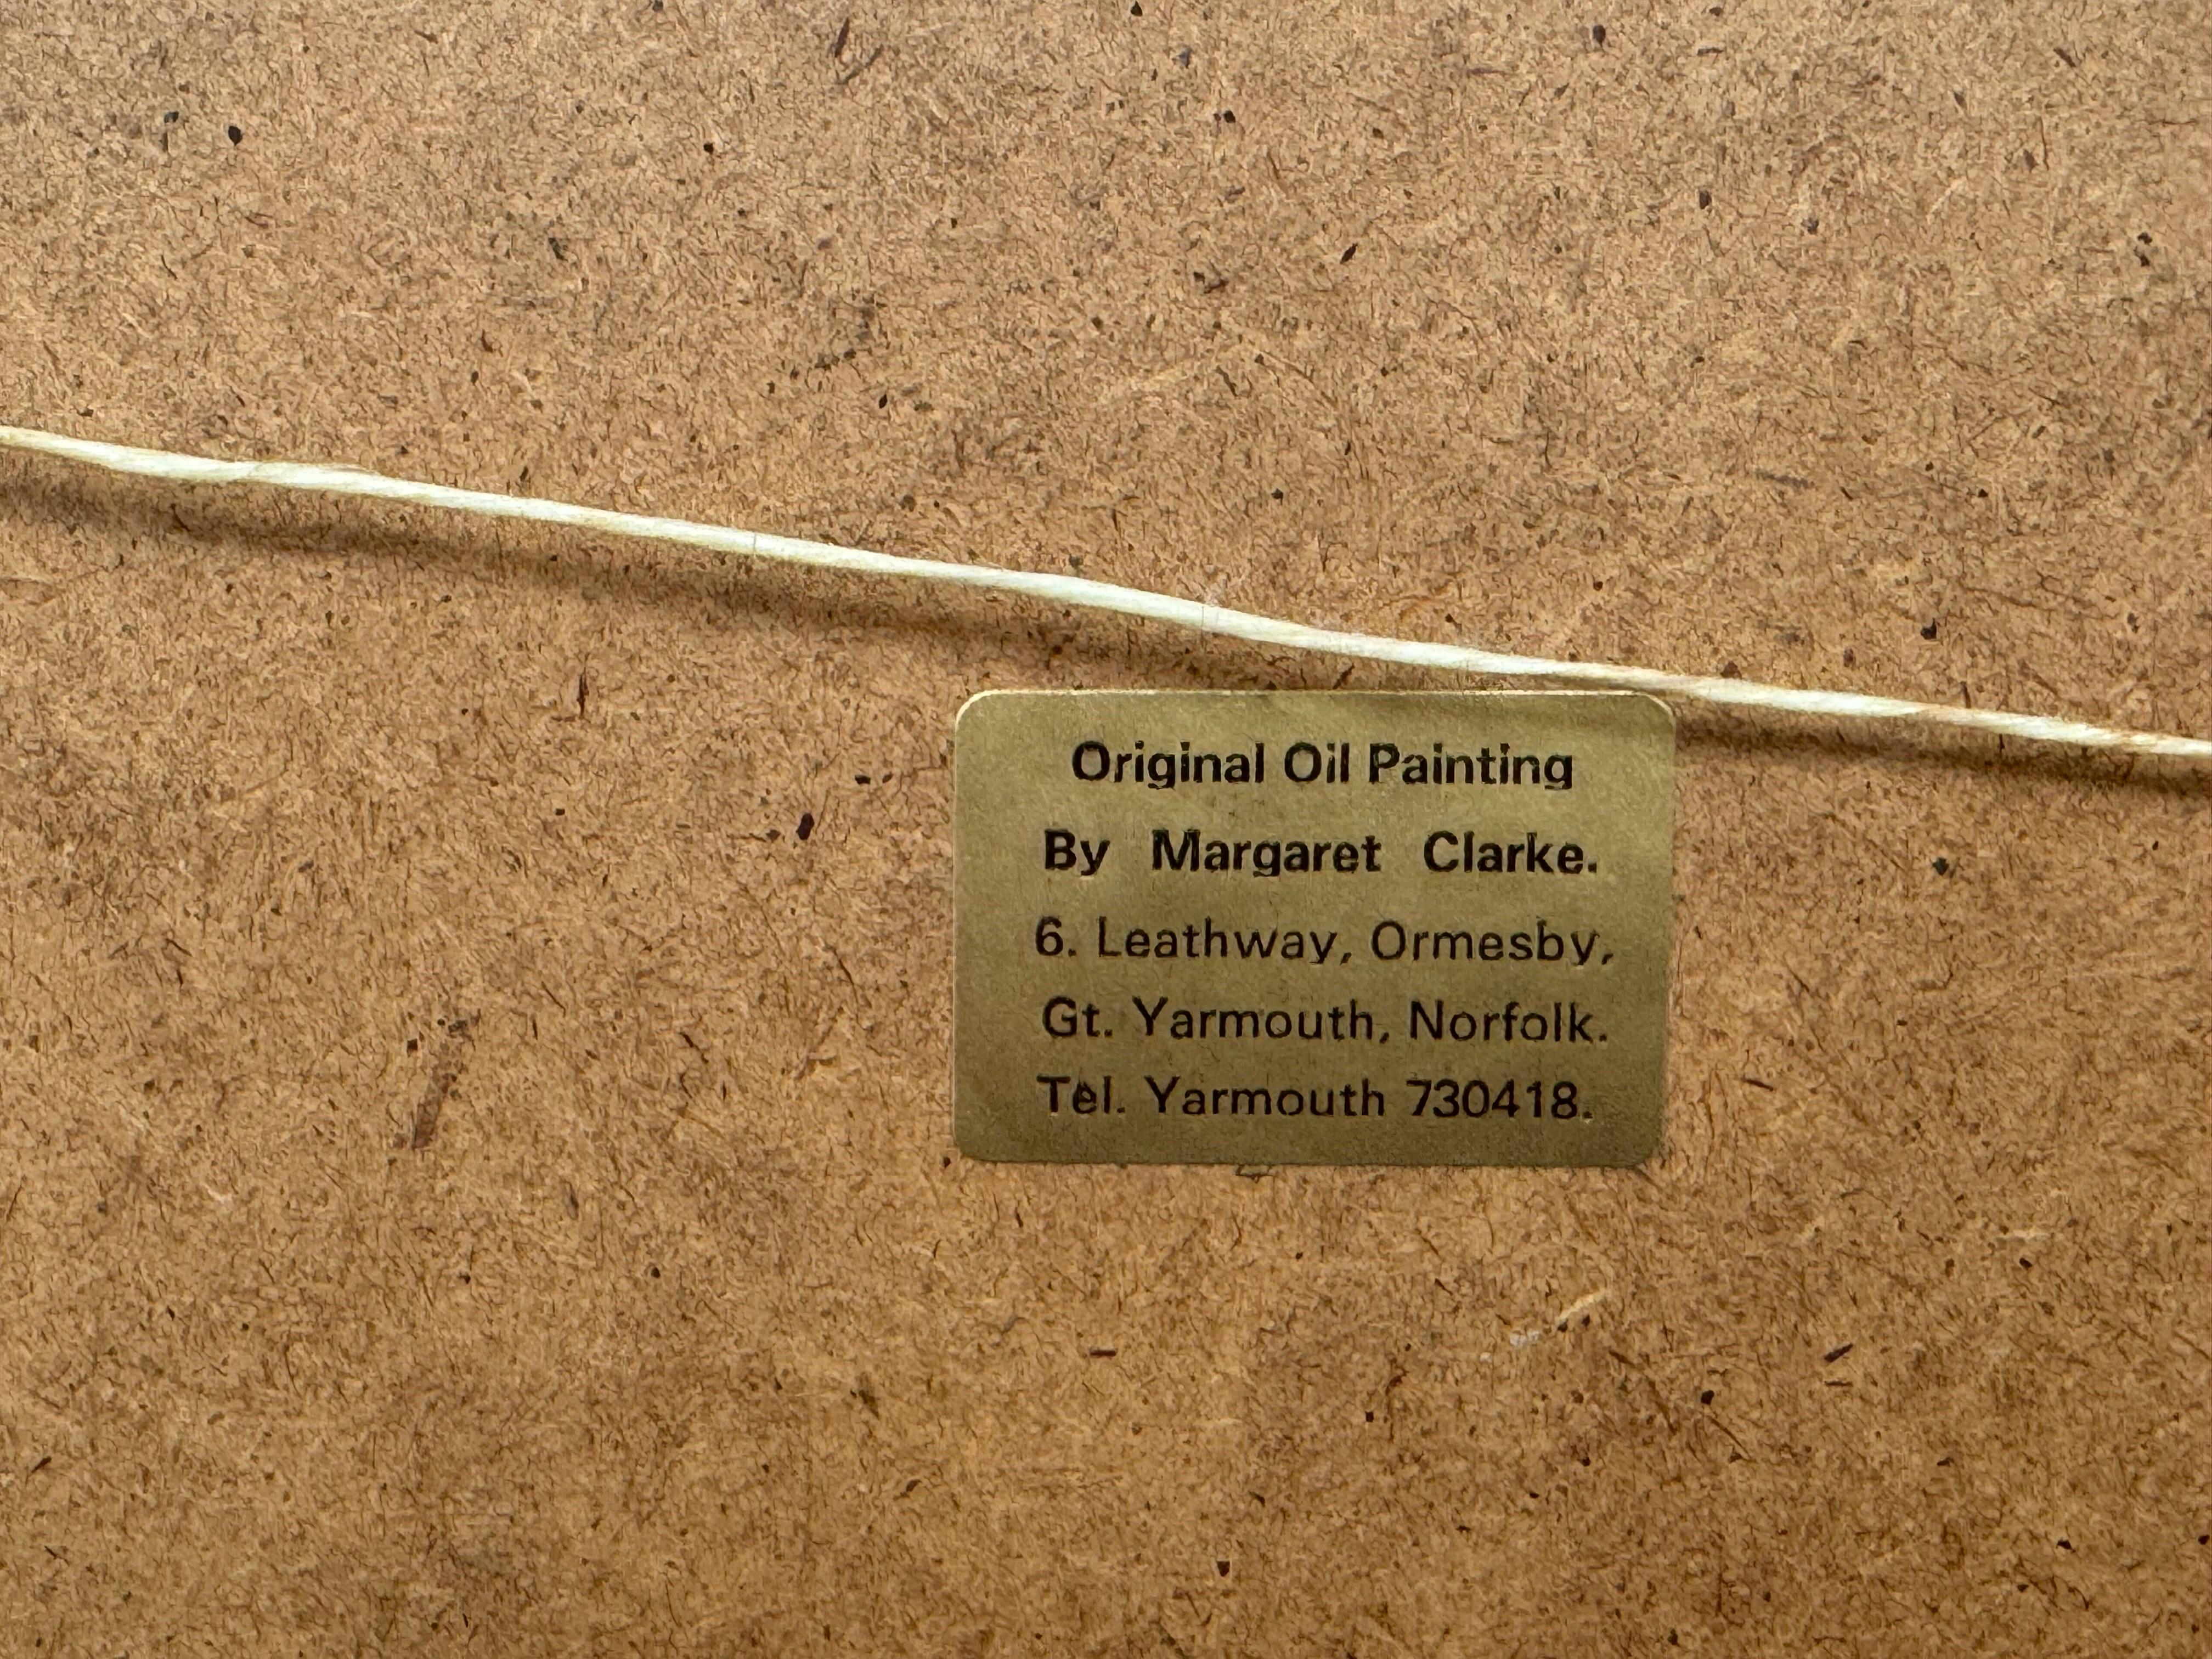 Original Oil Painting
By Margaret Clarke.
6. Leathway, Ormesby,
Gt. Yarmouth, Norfolk.
Tel. Yarmouth 730418.